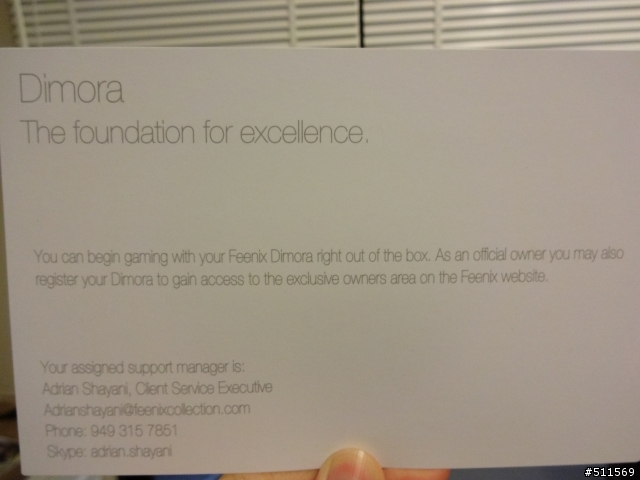 Dimora
The foundation for excellence.
You can begin gaming with your Feenix Dimora right out of the box. As an official owner you may also
register your Dimora to gain access to the exclusive owners area on the Feenix website.
Your assigned support manager is:
Adrian Shayani, Client Service Executive
Adrianshayani@feenixcollection.com
Phone: 949 315 7851
Skype: adrian.shayani
#511569